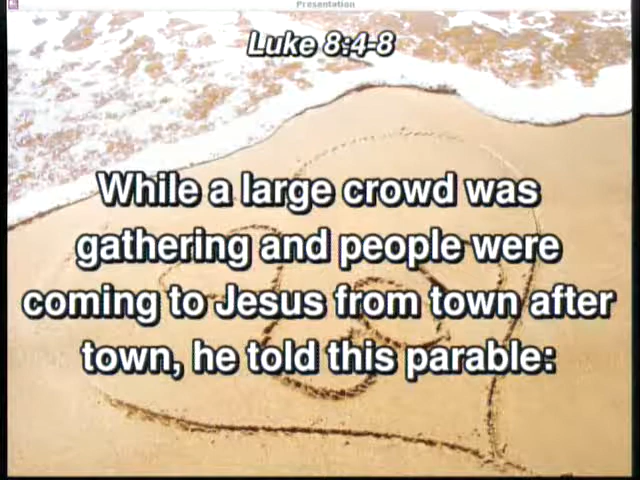 Presentation
Luke 8:4-8
While a large crowd was
gathering and people were
coming to Jesus from town after
town, he told this parable: